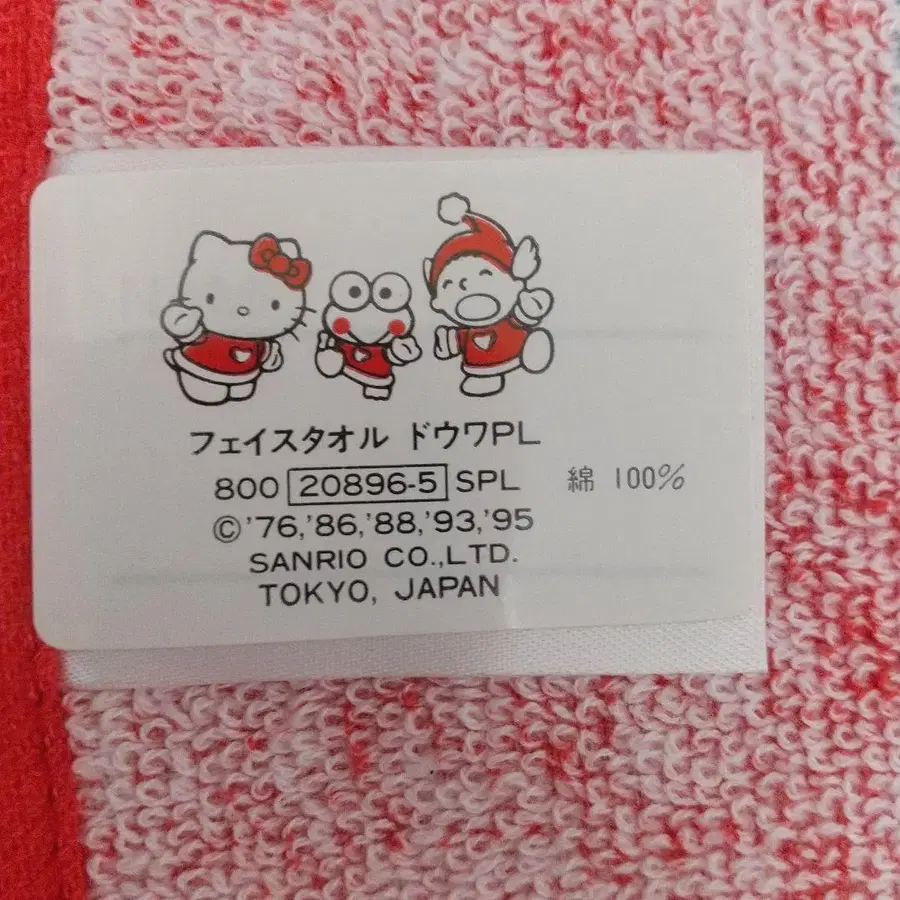 フェイスタオル ドウワPL
800 20896-5 SPL 綿 100%
©'76,'86,'88,'93,'95
SANRIO CO.,LTD.
TOKYO, JAPAN